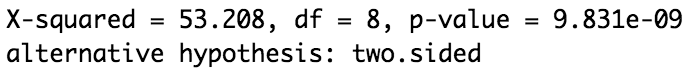 X-squared = 53.208, df = 8, p-value = 9.831e-09
alternative hypothesis: two.sided